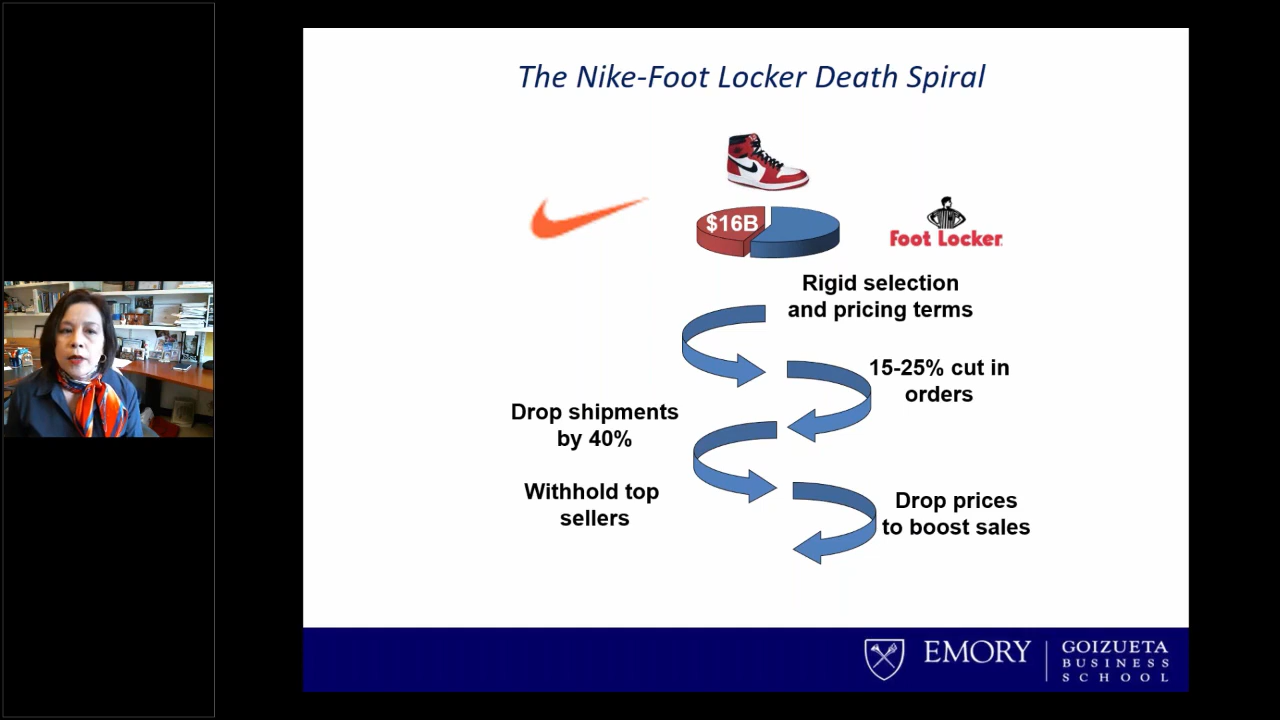 The Nike-Foot Locker Death Spiral
$16B
Foot Locker
Rigid selection
and pricing terms
15-25% cut in
orders
Drop shipments
by 40%
Withhold top
sellers
Drop prices
to boost sales
EMORY
GOIZUETA
BUSINESS
SCHOOL